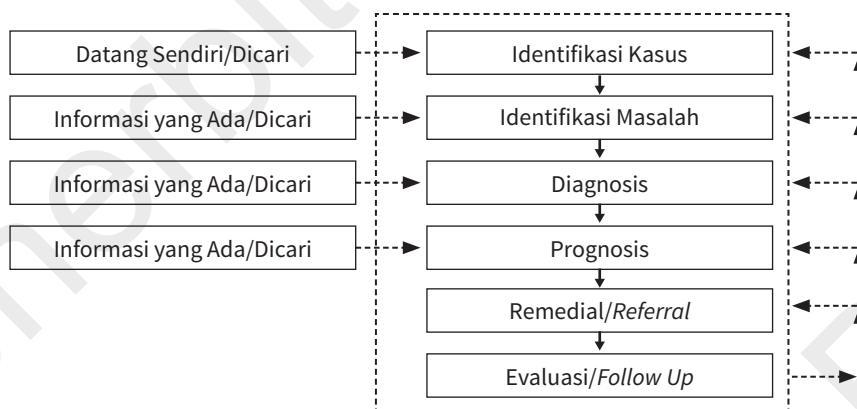 Datang Sendiri/Dicari
Identifikasi Kasus
Informasi yang Ada/Dicari
Identifikasi Masalah
Informasi yang Ada/Dicari
Diagnosis
Informasi yang Ada/Dicari
Prognosis
Remedial/Referral
Evaluasi/Follow Up